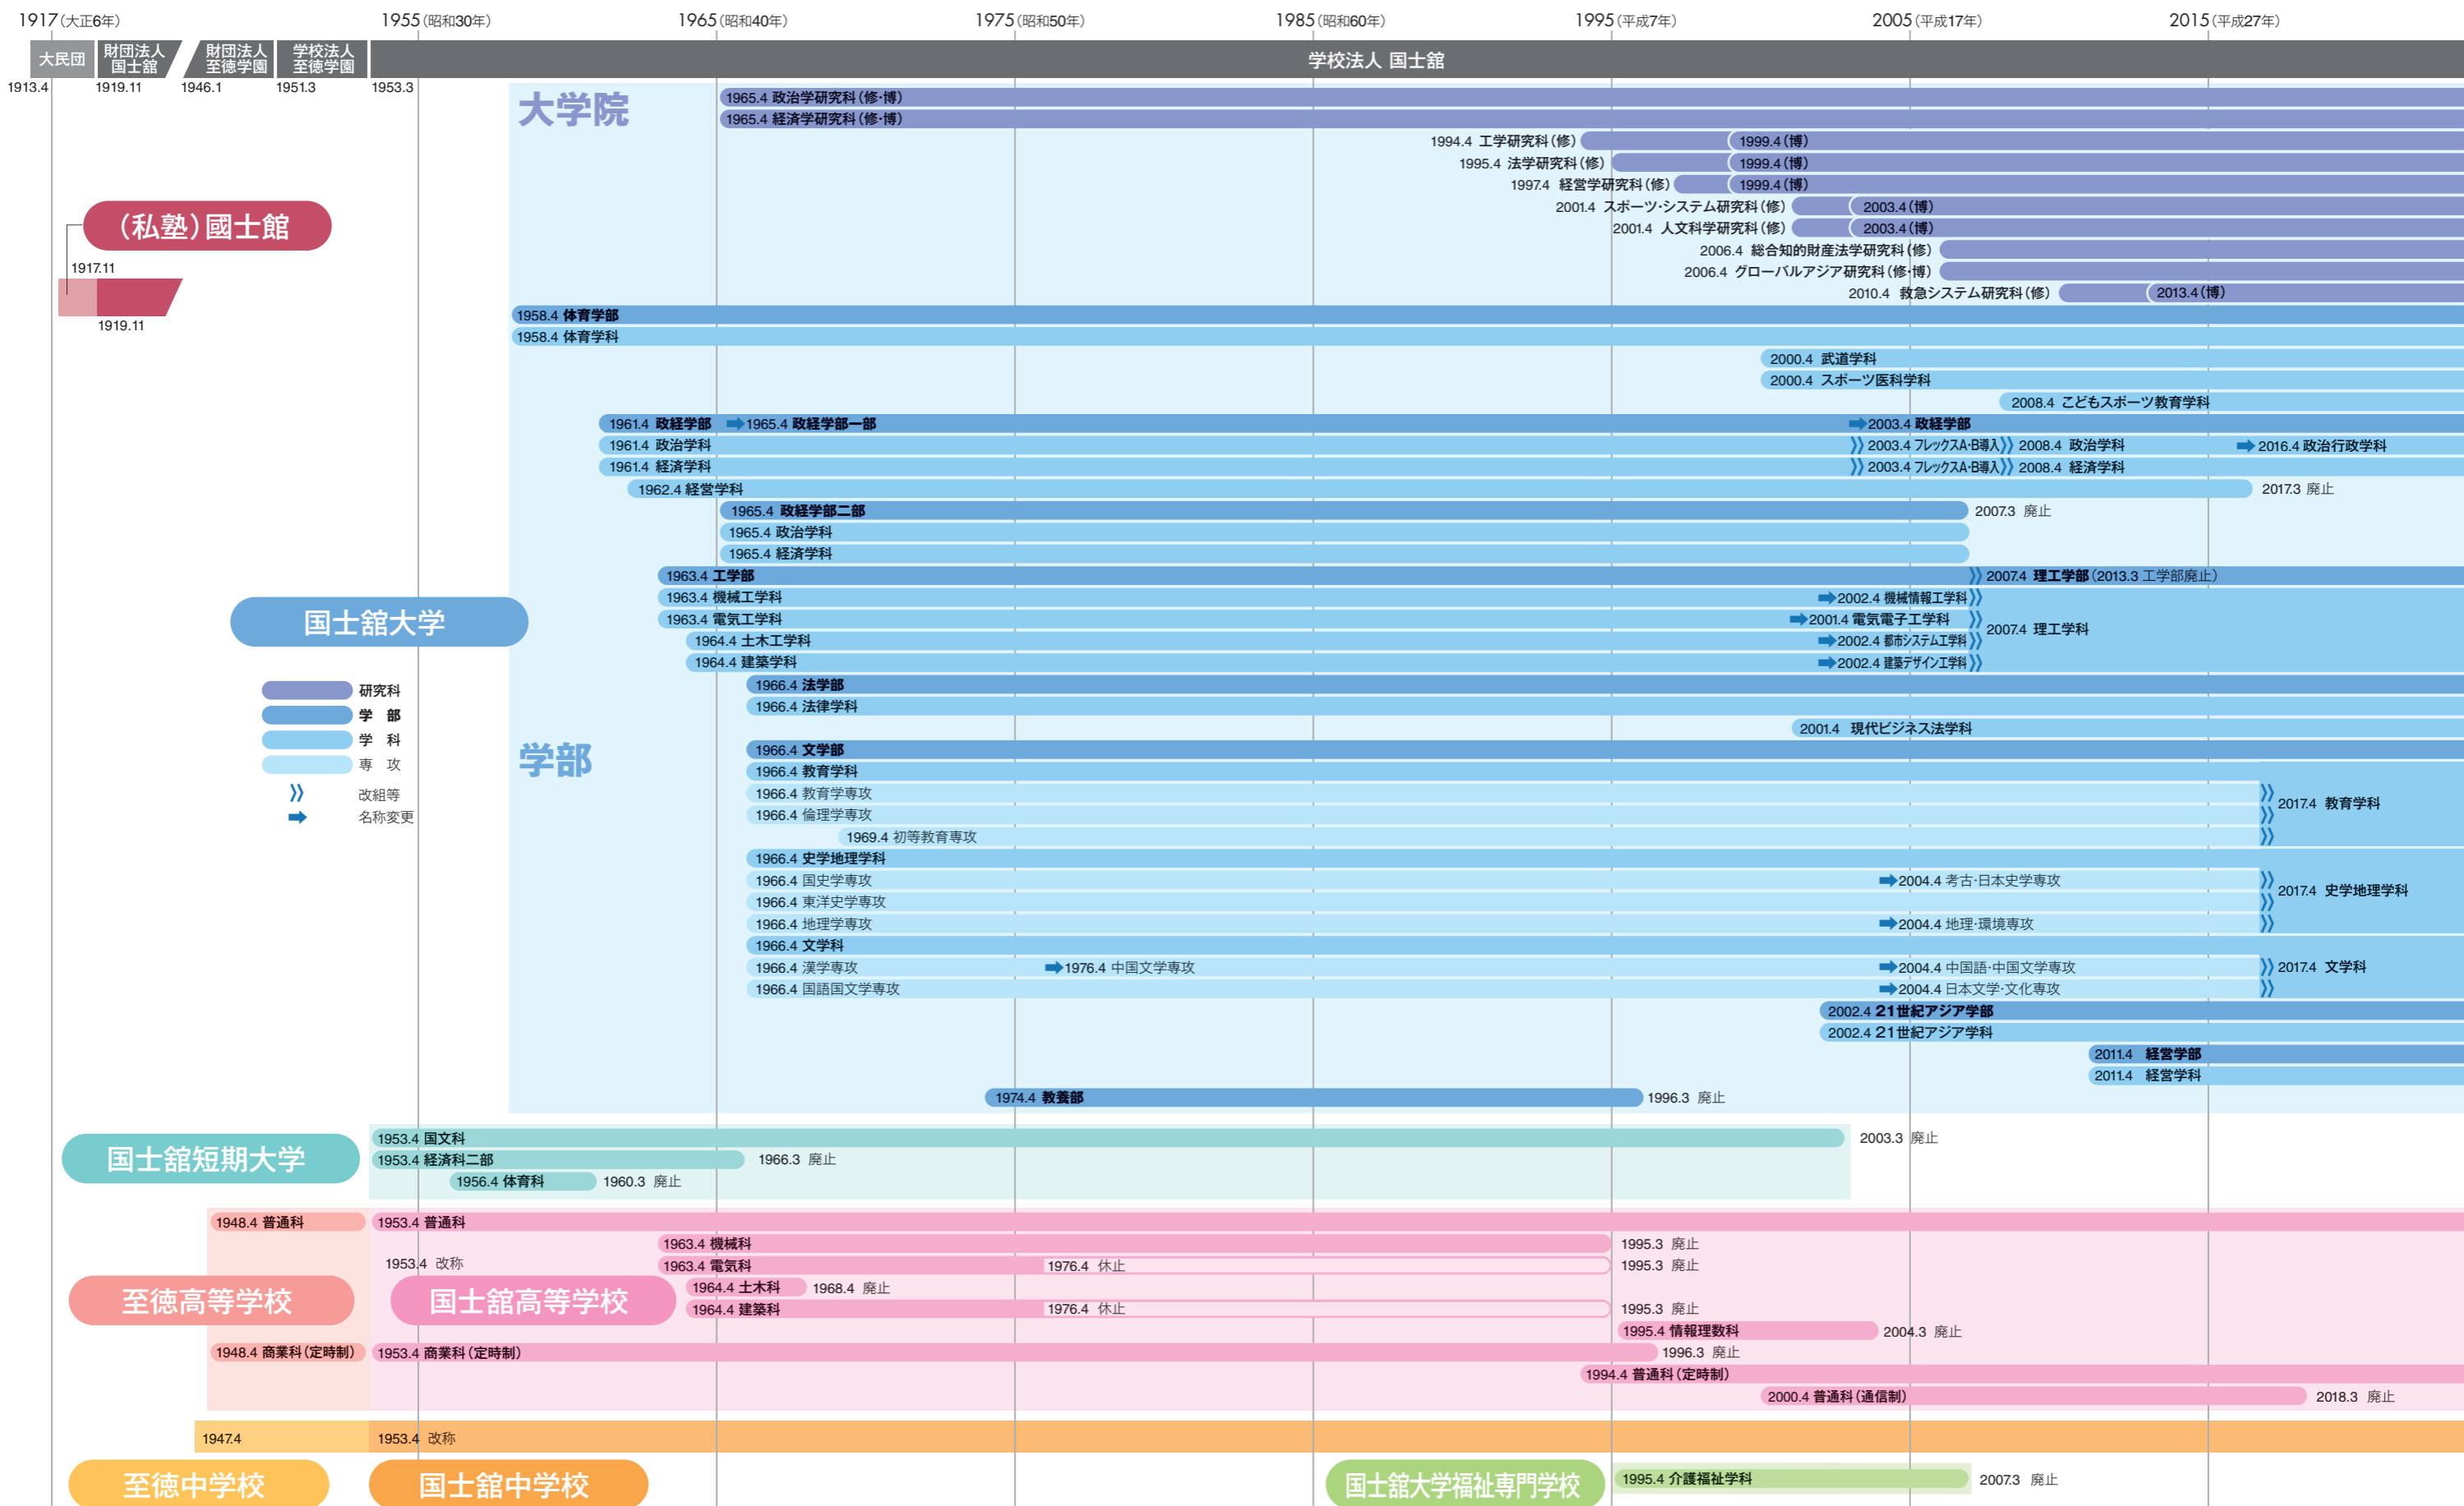 1917(大正6年) 1955(昭和30年) 1965(昭和40年) 1975(昭和50年) 1985(昭和60年) 1995(平成7年) 2005(平成17年) 2015(平成27年)
大民団 財団法人 国士舘 財団法人 至徳学園 学校法人 至徳学園 学校法人 国士舘
1913.4 1919.11 1946.1 1951.3 1953.3
大学院
1965.4 政治学研究科(修・博)
1965.4 経済学研究科(修・博)
1994.4 工学研究科(修) 1999.4(博)
1995.4 法学研究科(修) 1999.4(博)
1997.4 経営学研究科(修) 1999.4(博)
2001.4 スポーツ・システム研究科(修) 2003.4(博)
2001.4 人文科学研究科(修) 2003.4(博)
2006.4 総合知的財産法学研究科(修)
2006.4 グローバルアジア研究科(修・博)
2010.4 救急システム研究科(修) 2013.4(博)
(私塾)國士館
1917.11
1919.11
1958.4 体育学部
1958.4 体育学科
2000.4 武道学科
2000.4 スポーツ医科学科
2008.4 こどもスポーツ教育学科
1961.4 政経学部 ➡1965.4 政経学部一部 ➡2003.4 政経学部
1961.4 政治学科 》2003.4 フレックスA・B導入》2008.4 政治学科 ➡2016.4 政治行政学科
1961.4 経済学科 》2003.4 フレックスA・B導入》2008.4 経済学科
1962.4 経営学科 2017.3 廃止
1965.4 政経学部二部 2007.3 廃止
1965.4 政治学科
1965.4 経済学科
1963.4 工学部 》2007.4 理工学部(2013.3 工学部廃止)
1963.4 機械工学科 ➡2002.4 機械情報工学科》
1963.4 電気工学科 ➡2001.4 電気電子工学科 》
2007.4 理工学科
1964.4 土木工学科 ➡2002.4 都市システム工学科》
1964.4 建築学科 ➡2002.4 建築デザイン工学科》
国士舘大学
研究科
学 部
学 科
専 攻
》 改組等
➡ 名称変更
1966.4 法学部
1966.4 法律学科
2001.4 現代ビジネス法学科
学部
1966.4 文学部
1966.4 教育学科
1966.4 教育学専攻 》
2017.4 教育学科
1966.4 倫理学専攻 》
1969.4 初等教育専攻 》
1966.4 史学地理学科
1966.4 国史学専攻 ➡2004.4 考古・日本史学専攻 》
2017.4 史学地理学科
1966.4 東洋史学専攻 》
1966.4 地理学専攻 ➡2004.4 地理・環境専攻 》
1966.4 文学科
1966.4 漢学専攻 ➡1976.4 中国文学専攻 ➡2004.4 中国語・中国文学専攻 》 2017.4 文学科
1966.4 国語国文学専攻 ➡2004.4 日本文学・文化専攻 》
2002.4 21世紀アジア学部
2002.4 21世紀アジア学科
2011.4 経営学部
2011.4 経営学科
1974.4 教養部 1996.3 廃止
国士舘短期大学
1953.4 国文科 2003.3 廃止
1953.4 経済科二部 1966.3 廃止
1956.4 体育科 1960.3 廃止
1948.4 普通科 1953.4 普通科
1963.4 機械科 1995.3 廃止
1953.4 改称 1963.4 電気科 1976.4 休止 1995.3 廃止
至徳高等学校 国士舘高等学校
1964.4 土木科 1968.4 廃止
1964.4 建築科 1976.4 休止 1995.3 廃止
1995.4 情報理数科 2004.3 廃止
1948.4 商業科(定時制) 1953.4 商業科(定時制) 1996.3 廃止
1994.4 普通科(定時制)
2000.4 普通科(通信制) 2018.3 廃止
1947.4 1953.4 改称
至徳中学校 国士舘中学校 国士舘大学福祉専門学校 1995.4 介護福祉学科 2007.3 廃止